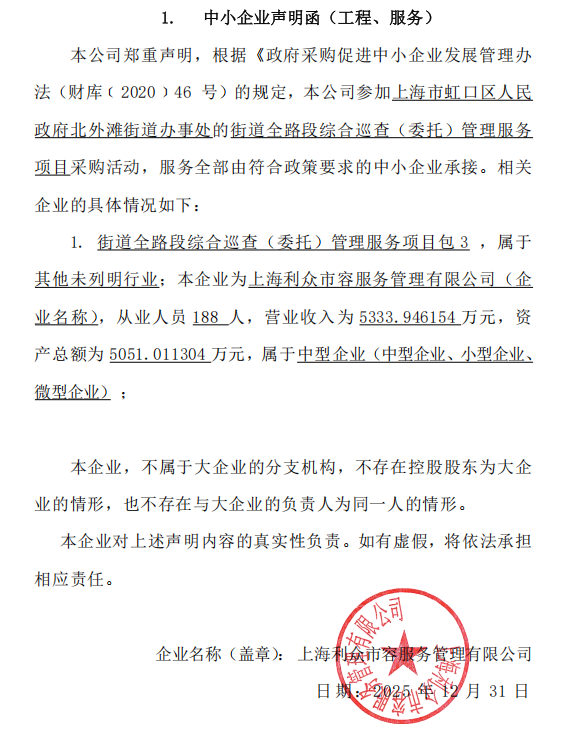 1. 中小企业声明函（工程、服务）
本公司郑重声明，根据《政府采购促进中小企业发展管理办
法（财库﹝2020﹞46 号）的规定，本公司参加上海市虹口区人民
政府北外滩街道办事处的街道全路段综合巡查（委托）管理服务
项目采购活动，服务全部由符合政策要求的中小企业承接。相关
企业的具体情况如下：
1. 街道全路段综合巡查（委托）管理服务项目包 3 ，属于
其他未列明行业；本企业为上海利众市容服务管理有限公司（企
业名称），从业人员 188 人，营业收入为 5333.946154 万元，资
产总额为 5051.011304 万元，属于中型企业（中型企业、小型企业、
微型企业）；
本企业，不属于大企业的分支机构，不存在控股股东为大企
业的情形，也不存在与大企业的负责人为同一人的情形。
本企业对上述声明内容的真实性负责。如有虚假，将依法承担
相应责任。
企业名称（盖章）：上海利众市容服务管理有限公司
日 期：2025 年 12 月 31 日
上海利众市容服务管理有限公司